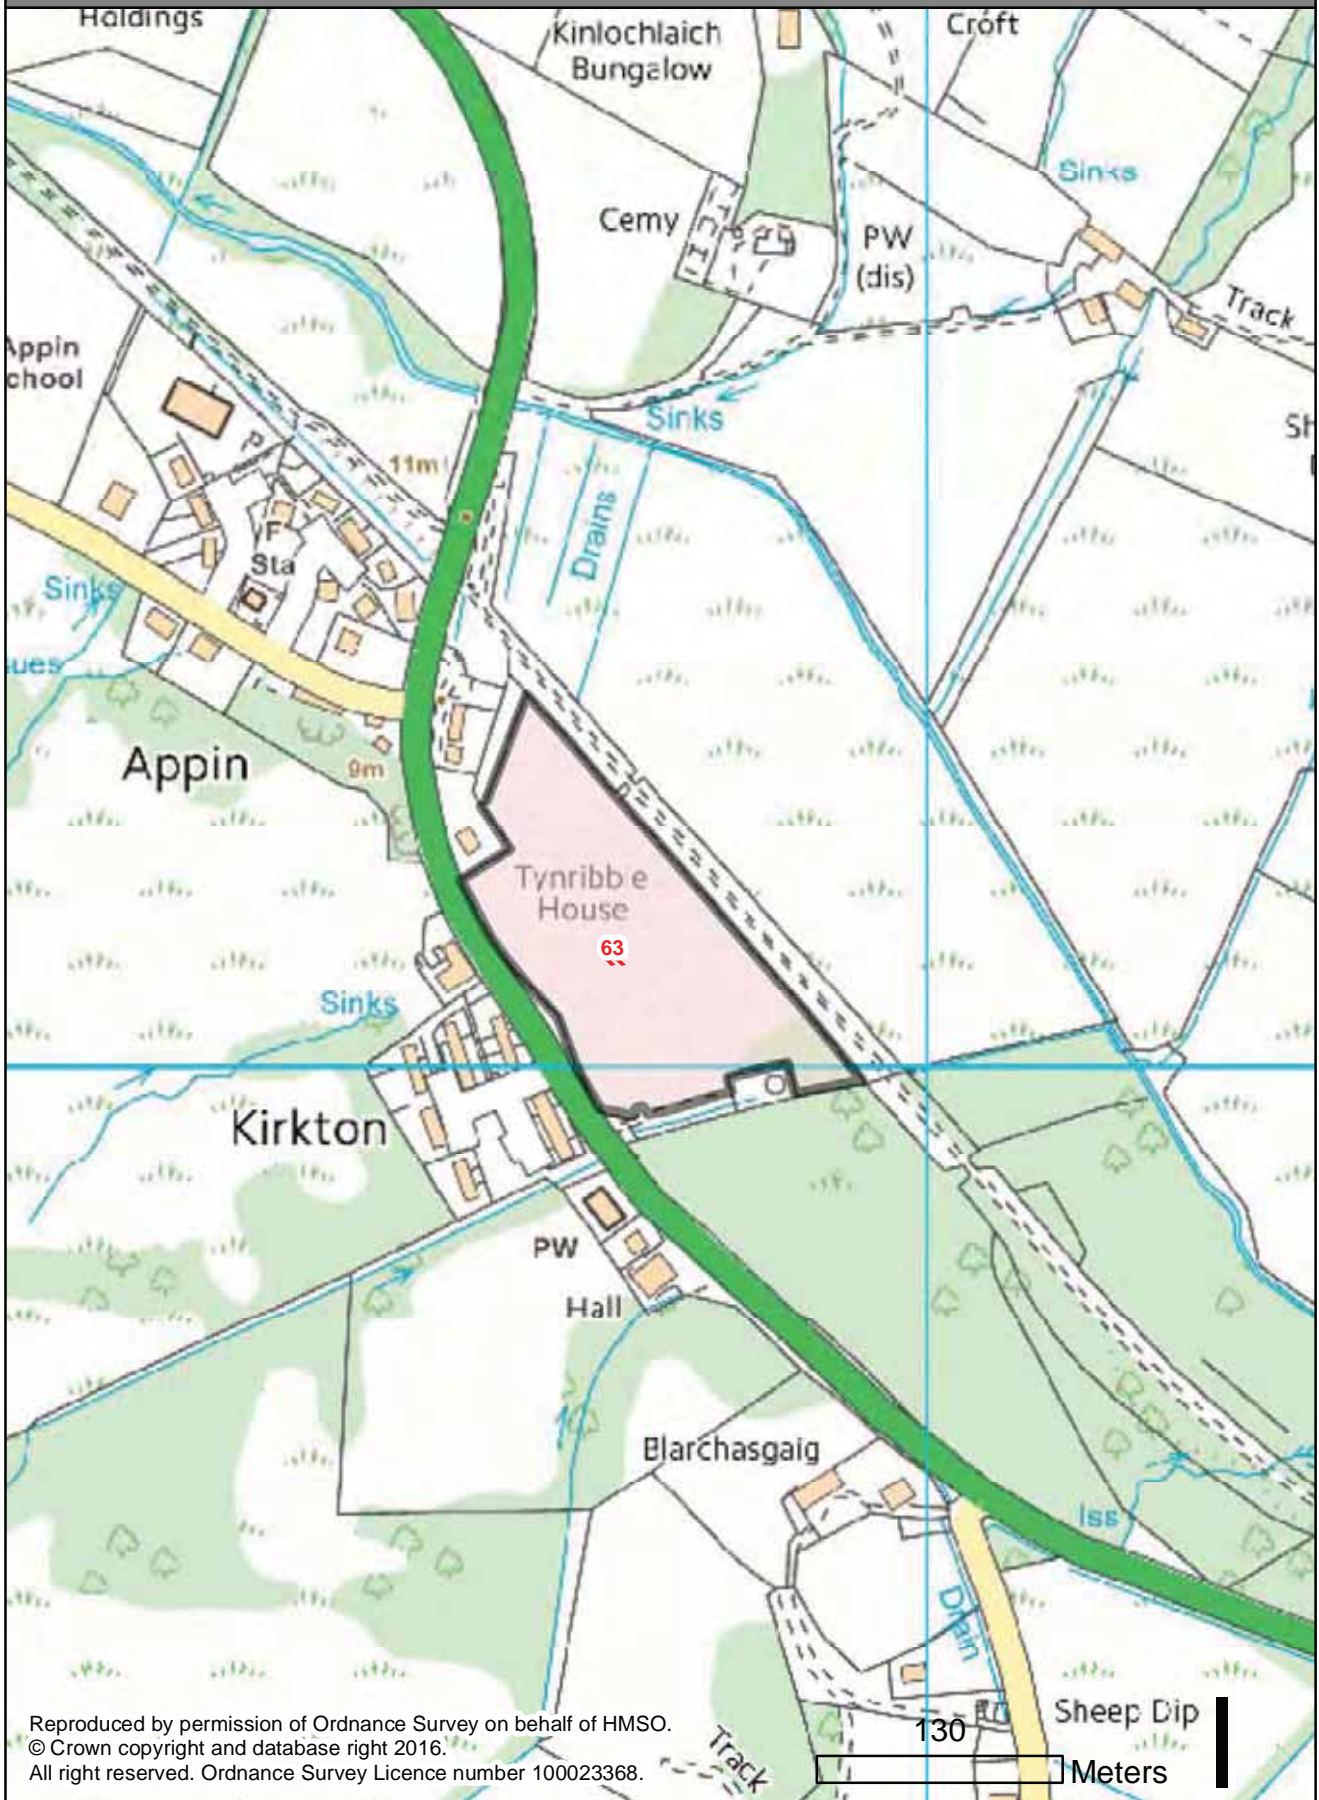 Holdings
Kinlochlaich
Bungalow
Croft
Sinks
Cemy
PW
(dis)
Track
Appin
chool
Sinks
11m
P
Drains
F
Sta
Sinks
ues
Appin
9m
Tynribb e
House
63
Sinks
Kirkton
PW
Hall
Blarchasgaig
Iss
Drain
Sheep Dip
Track
130
Meters
Reproduced by permission of Ordnance Survey on behalf of HMSO.
© Crown copyright and database right 2016.
All right reserved. Ordnance Survey Licence number 100023368.